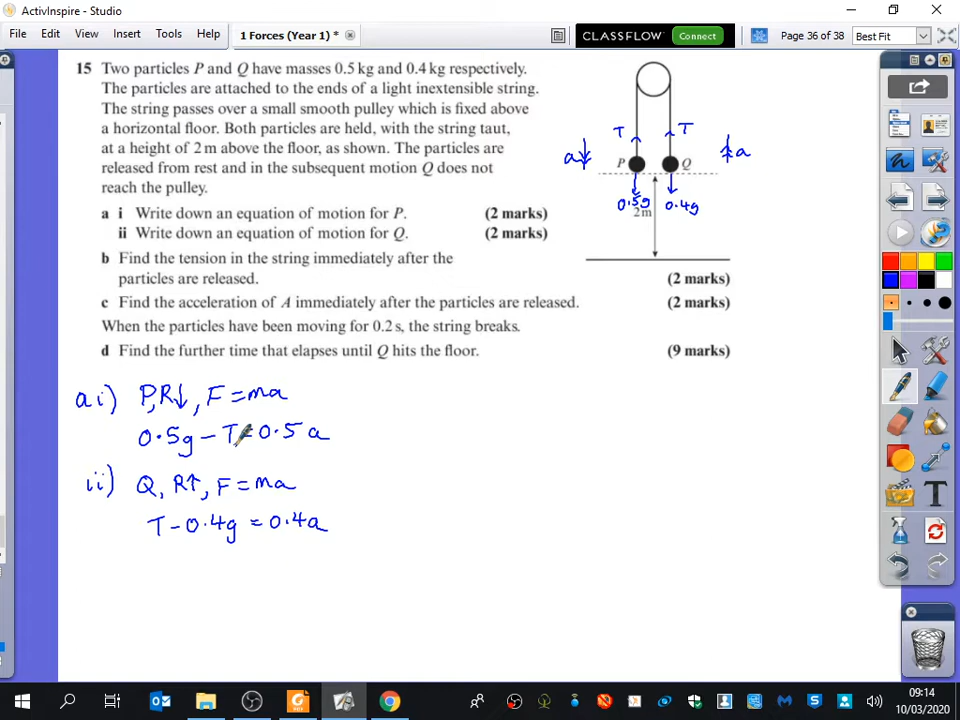 ActivInspire - Studio
File Edit View Insert Tools Help
1 Forces (Year 1) *
CLASSFLOW Connect
Page 36 of 38
Best Fit
15 Two particles P and Q have masses 0.5 kg and 0.4 kg respectively.
The particles are attached to the ends of a light inextensible string.
The string passes over a small smooth pulley which is fixed above
a horizontal floor. Both particles are held, with the string taut,
at a height of 2 m above the floor, as shown. The particles are
released from rest and in the subsequent motion Q does not
reach the pulley.
a i Write down an equation of motion for P. (2 marks)
ii Write down an equation of motion for Q. (2 marks)
b Find the tension in the string immediately after the
particles are released. (2 marks)
c Find the acceleration of A immediately after the particles are released. (2 marks)
When the particles have been moving for 0.2 s, the string breaks.
d Find the further time that elapses until Q hits the floor. (9 marks)
T T
a P Q a
0.5g 0.4g
2m
a i) P, R↓, F = ma
0.5g - T = 0.5a
ii) Q, R↑, F = ma
T - 0.4g = 0.4a
T
09:14
10/03/2020